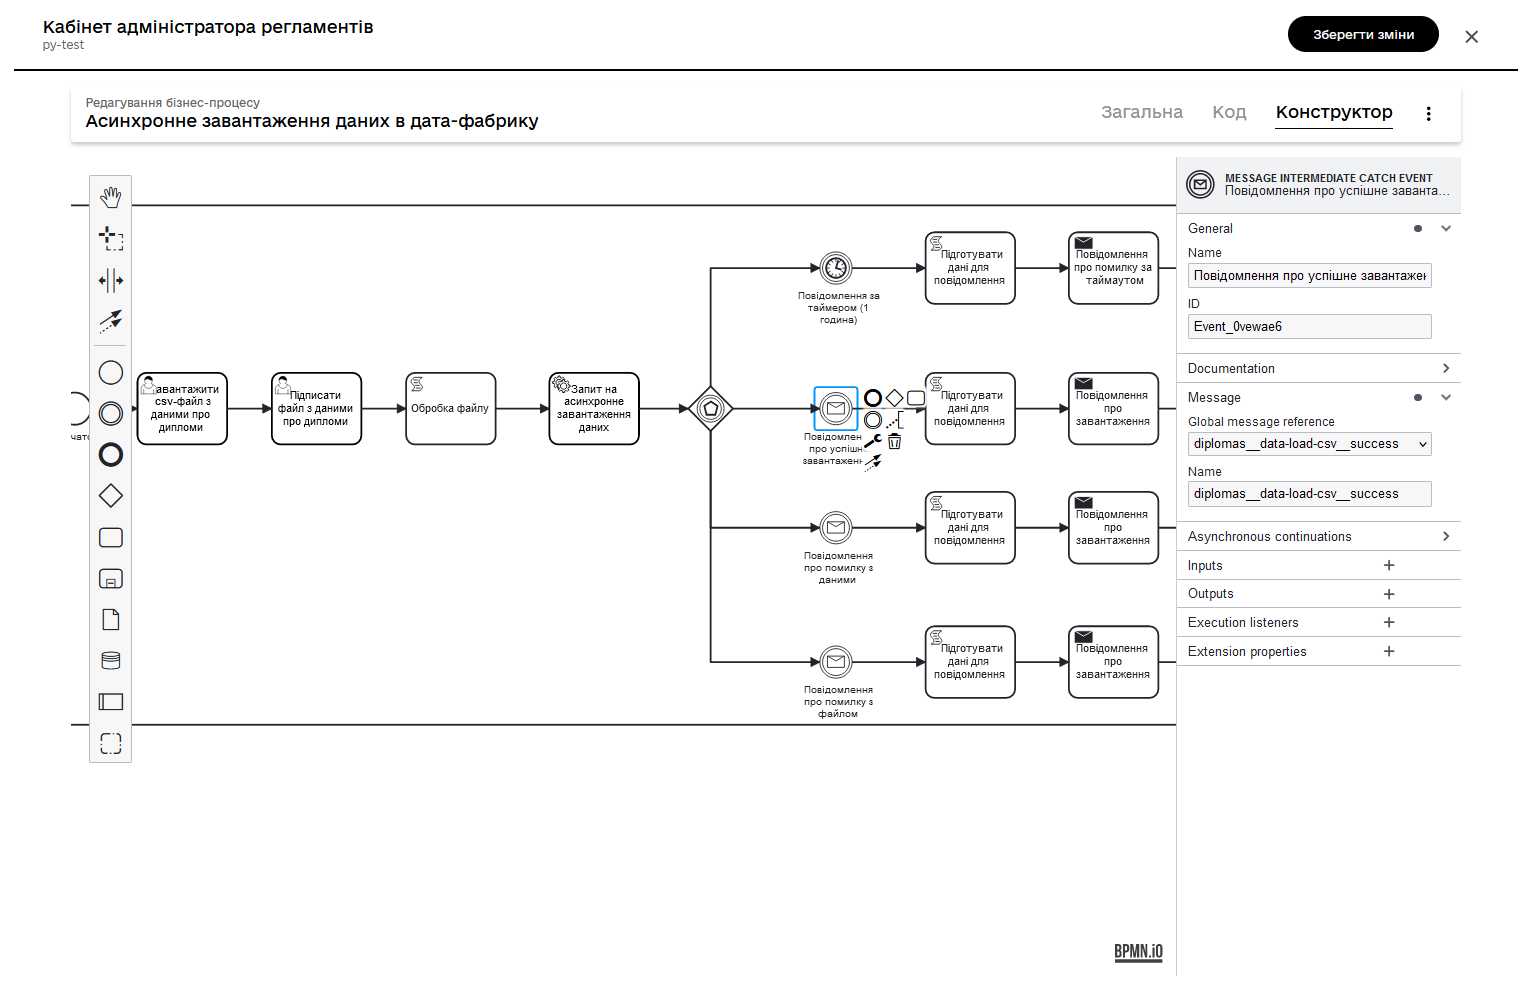 Кабінет адміністратора регламентів
py-test
Зберегти зміни
Редагування бізнес-процесу
Асинхронне завантаження даних в дата-фабрику
Загальна
Код
Конструктор
MESSAGE INTERMEDIATE CATCH EVENT
Повідомлення про успішне заванта...
General
Name
Повідомлення про успішне завантажен
ID
Event_0vewae6
Documentation
Message
Global message reference
diplomas__data-load-csv__success
Name
diplomas__data-load-csv__success
Asynchronous continuations
Inputs
Outputs
Execution listeners
Extension properties
авантажити
csv-файл з
даними про
дипломи
Підписати
файл з даними
про дипломи
Обробка файлу
Запит на
асинхронне
завантаження
даних
Повідомлення за
таймером (1
година)
Підготувати
дані для
повідомлення
Повідомлення
про помилку за
таймаутом
Повідомлен
про успішн
завантажен
Підготувати
дані для
повідомлення
Повідомлення
про
завантаження
Повідомлення
про помилку з
даними
Підготувати
дані для
повідомлення
Повідомлення
про
завантаження
Повідомлення
про помилку з
файлом
Підготувати
дані для
повідомлення
Повідомлення
про
завантаження
BPMN.iO